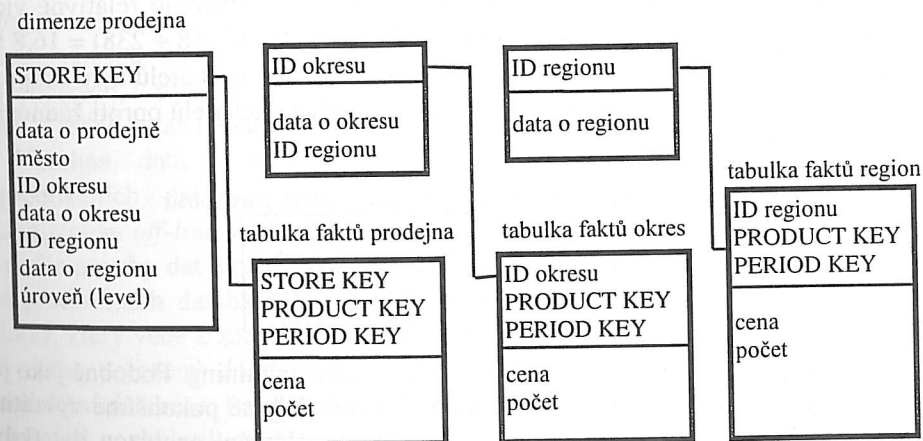 dimenze prodejna
STORE KEY
data o prodejně
město
ID okresu
data o okresu
ID regionu
data o regionu
úroveň (level)
ID okresu
data o okresu
ID regionu
ID regionu
data o regionu
tabulka faktů prodejna
STORE KEY
PRODUCT KEY
PERIOD KEY
cena
počet
tabulka faktů okres
ID okresu
PRODUCT KEY
PERIOD KEY
cena
počet
tabulka faktů region
ID regionu
PRODUCT KEY
PERIOD KEY
cena
počet